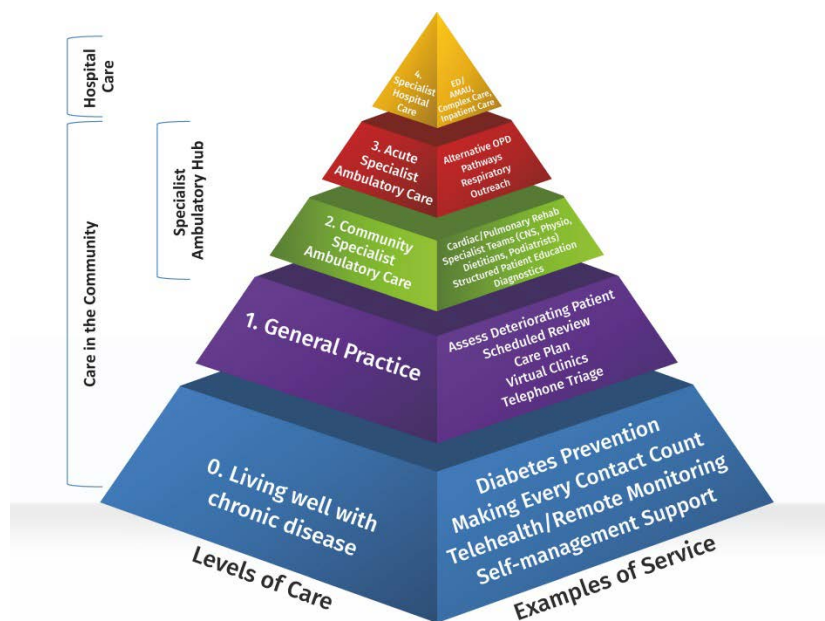 Hospital
Care
Care in the Community
Specialist
Ambulatory Hub
4.
Specialist
Hospital
Care
ED/
AMAU,
Complex Care,
Inpatient Care
3. Acute
Specialist
Ambulatory Care
Alternative OPD
Pathways
Respiratory
Outreach
2. Community
Specialist
Ambulatory Care
Cardiac/Pulmonary Rehab
Specialist Teams (CNS, Physio,
Dietitians, Podiatrists)
Structured Patient Education
Diagnostics
1. General Practice
Assess Deteriorating Patient
Scheduled Review
Care Plan
Virtual Clinics
Telephone Triage
0. Living well with
chronic disease
Diabetes Prevention
Making Every Contact Count
Telehealth/Remote Monitoring
Self-management Support
Levels of Care
Examples of Service